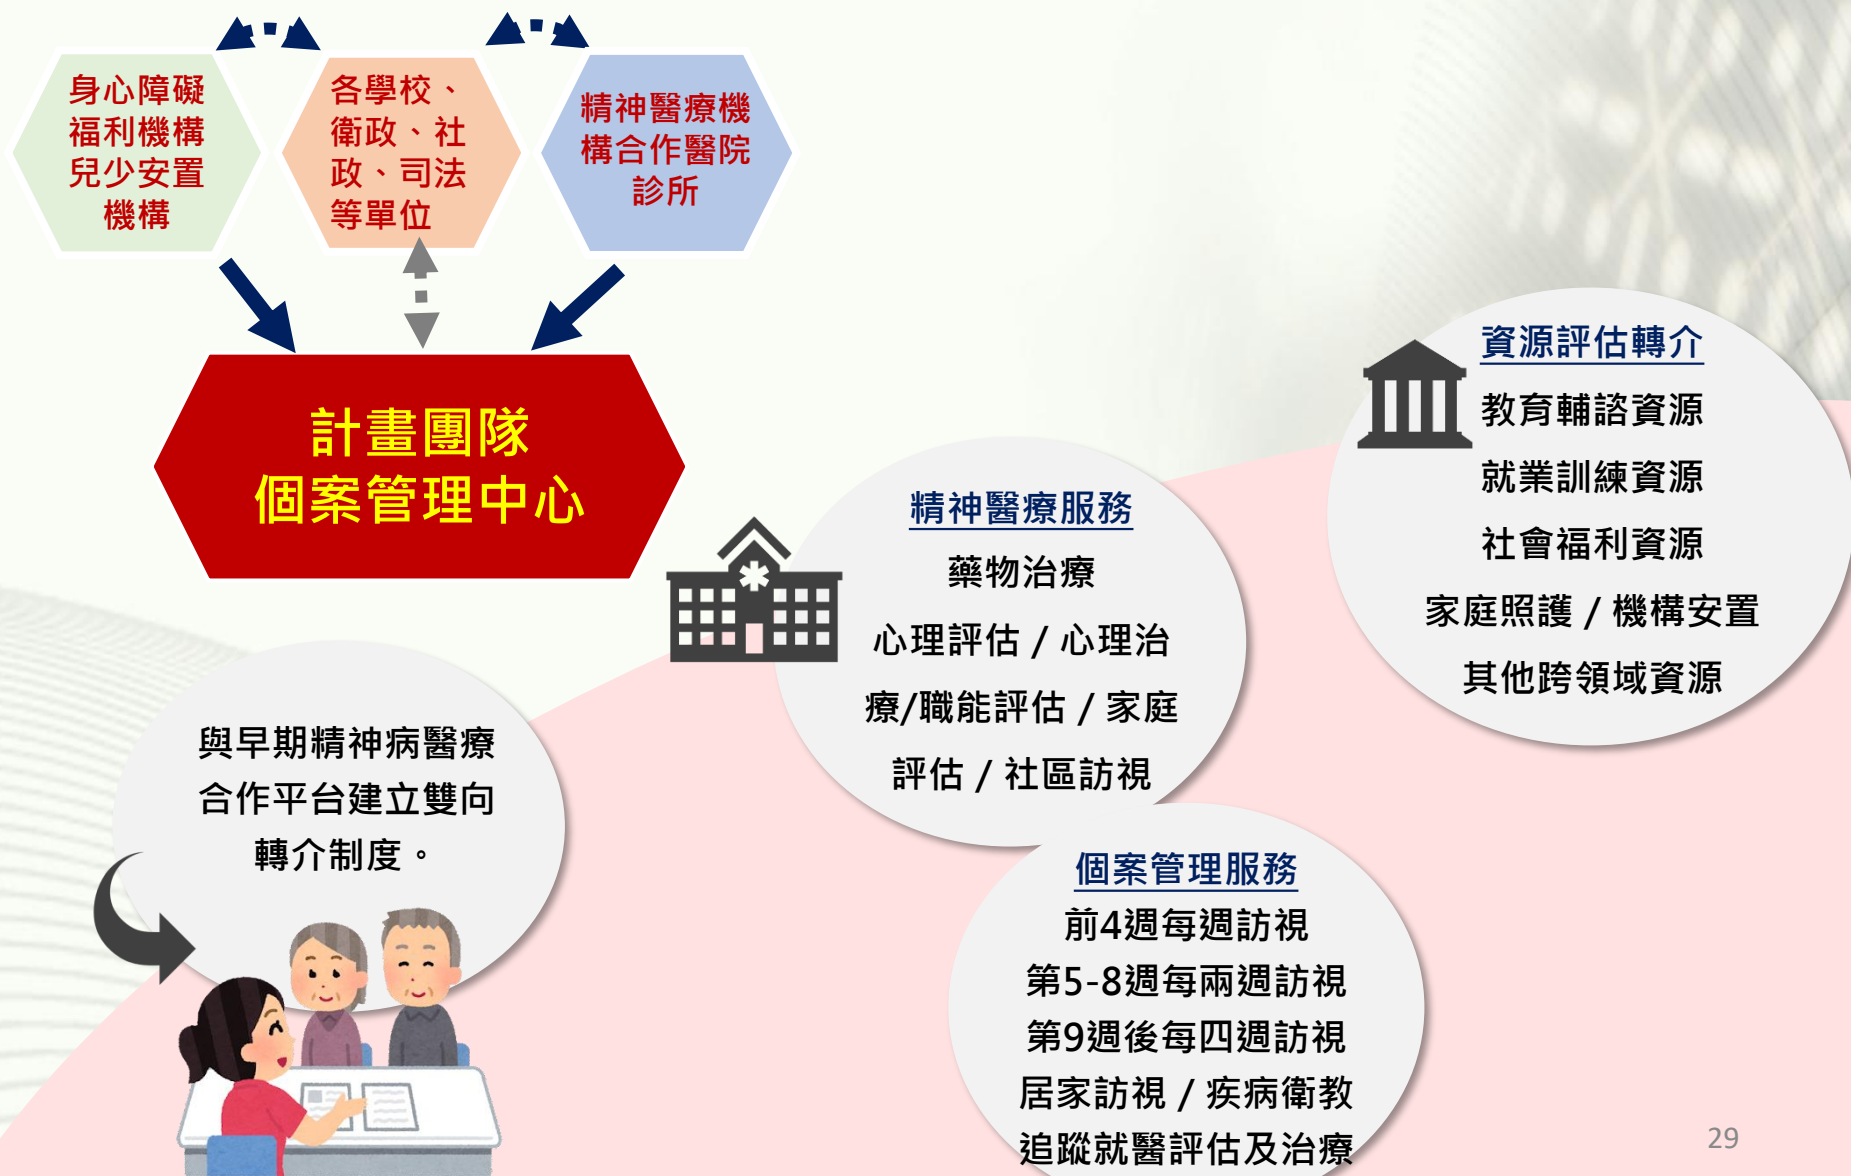 身心障礙
福利機構
兒少安置
機構
各學校、
衛政、社
政、司法
等單位
精神醫療機
構合作醫院
診所
計畫團隊
個案管理中心
資源評估轉介
教育輔諮資源
就業訓練資源
社會福利資源
家庭照護 / 機構安置
其他跨領域資源
精神醫療服務
藥物治療
心理評估 / 心理治
療/職能評估 / 家庭
評估 / 社區訪視
與早期精神病醫療
合作平台建立雙向
轉介制度。
個案管理服務
前4週每週訪視
第5-8週每兩週訪視
第9週後每四週訪視
居家訪視 / 疾病衛教
追蹤就醫評估及治療
29